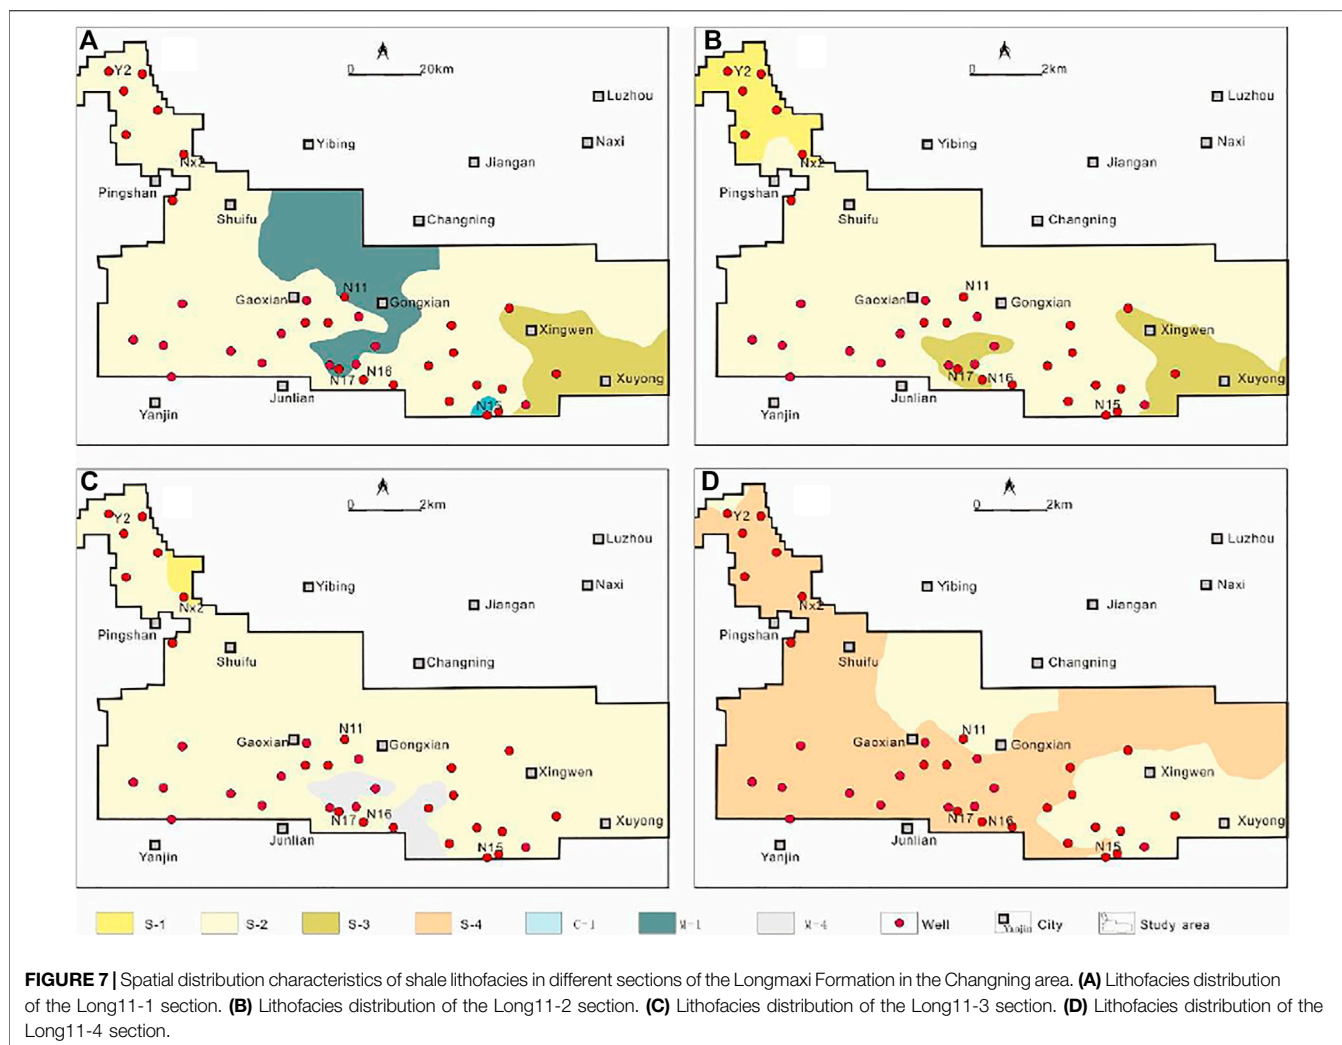 A
0 20km
Y2
Luzhou
Yibing
Naxi
Jiangan
Nx2
Pingshan
Shuifu
Changning
N11
Gaoxian
Gongxian
Xingwen
N17
N16
Xuyong
Junlian
N15
Yanjin
B
0 2km
Y2
Luzhou
Yibing
Naxi
Jiangan
Nx2
Pingshan
Shuifu
Changning
N11
Gaoxian
Gongxian
Xingwen
N17
N16
Xuyong
Junlian
N15
Yanjin
C
0 2km
Y2
Luzhou
Yibing
Naxi
Jiangan
Nx2
Pingshan
Shuifu
Changning
N11
Gaoxian
Gongxian
Xingwen
N17
N16
Xuyong
Junlian
N15
Yanjin
D
0 2km
Y2
Luzhou
Yibing
Naxi
Jiangan
Nx2
Pingshan
Shuifu
Changning
N11
Gaoxian
Gongxian
Xingwen
N17
N16
Xuyong
Junlian
N15
Yanjin
S-1 S-2 S-3 S-4 C-1 M-1 M-4 Well Yanjin City Study area
FIGURE 7 | Spatial distribution characteristics of shale lithofacies in different sections of the Longmaxi Formation in the Changning area. (A) Lithofacies distribution
of the Long11-1 section. (B) Lithofacies distribution of the Long11-2 section. (C) Lithofacies distribution of the Long11-3 section. (D) Lithofacies distribution of the
Long11-4 section.